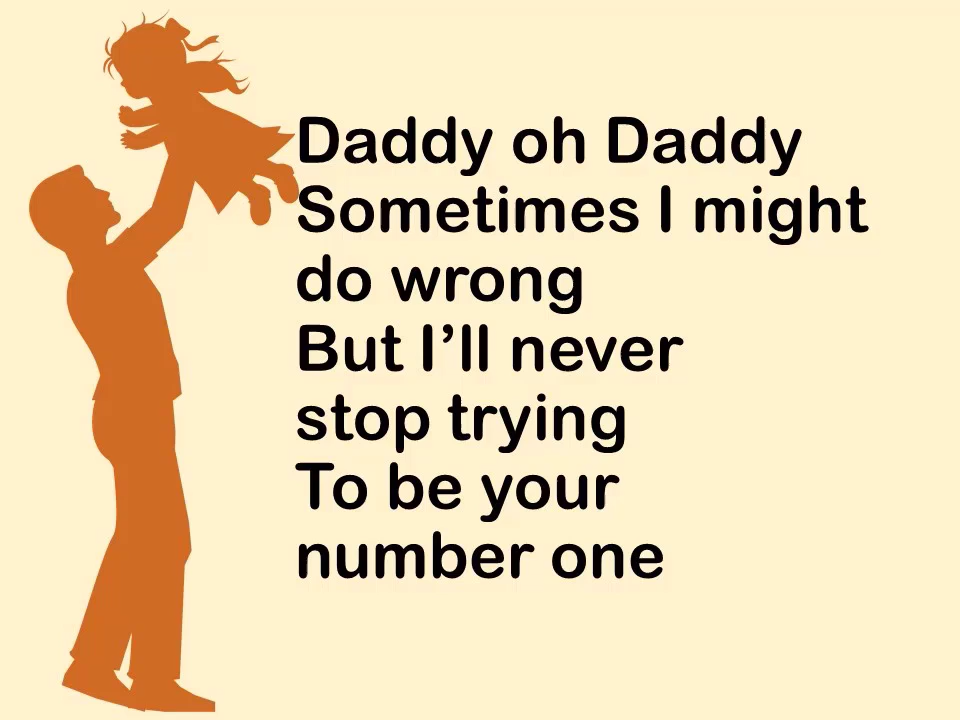 Daddy oh Daddy
Sometimes I might
do wrong
But I’ll never
stop trying
To be your
number one